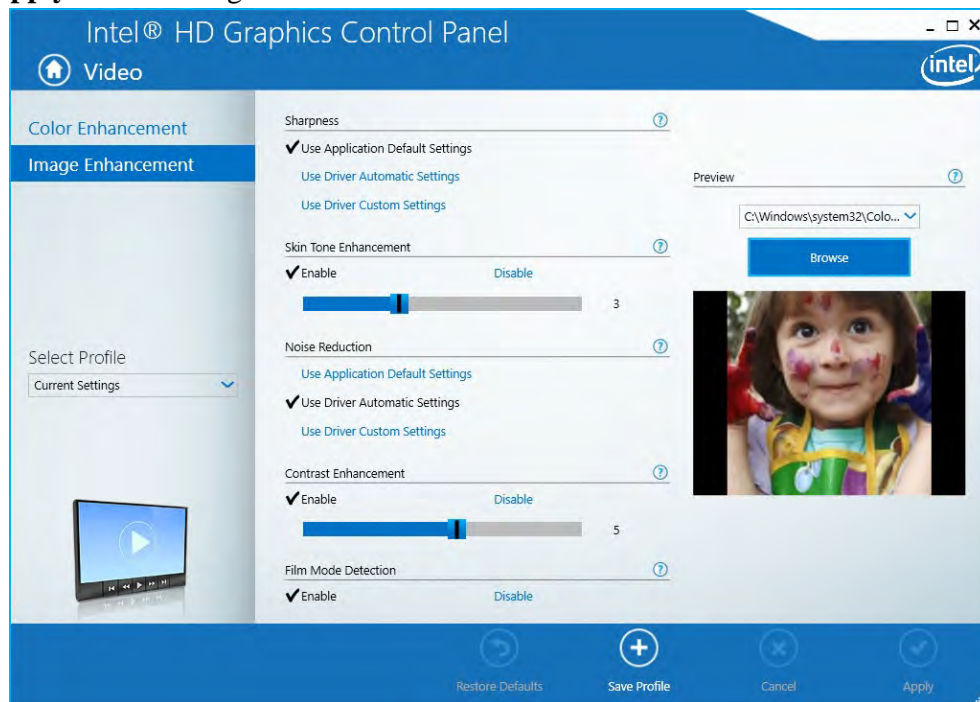 pply
Intel® HD Graphics Control Panel
Video
intel
Color Enhancement
Image Enhancement
Select Profile
Current Settings
Sharpness
Use Application Default Settings
Use Driver Automatic Settings
Use Driver Custom Settings
Skin Tone Enhancement
Enable Disable
3
Noise Reduction
Use Application Default Settings
Use Driver Automatic Settings
Use Driver Custom Settings
Contrast Enhancement
Enable Disable
5
Film Mode Detection
Enable Disable
Preview
C:\Windows\system32\Colo...
Browse
Restore Defaults Save Profile Cancel Apply